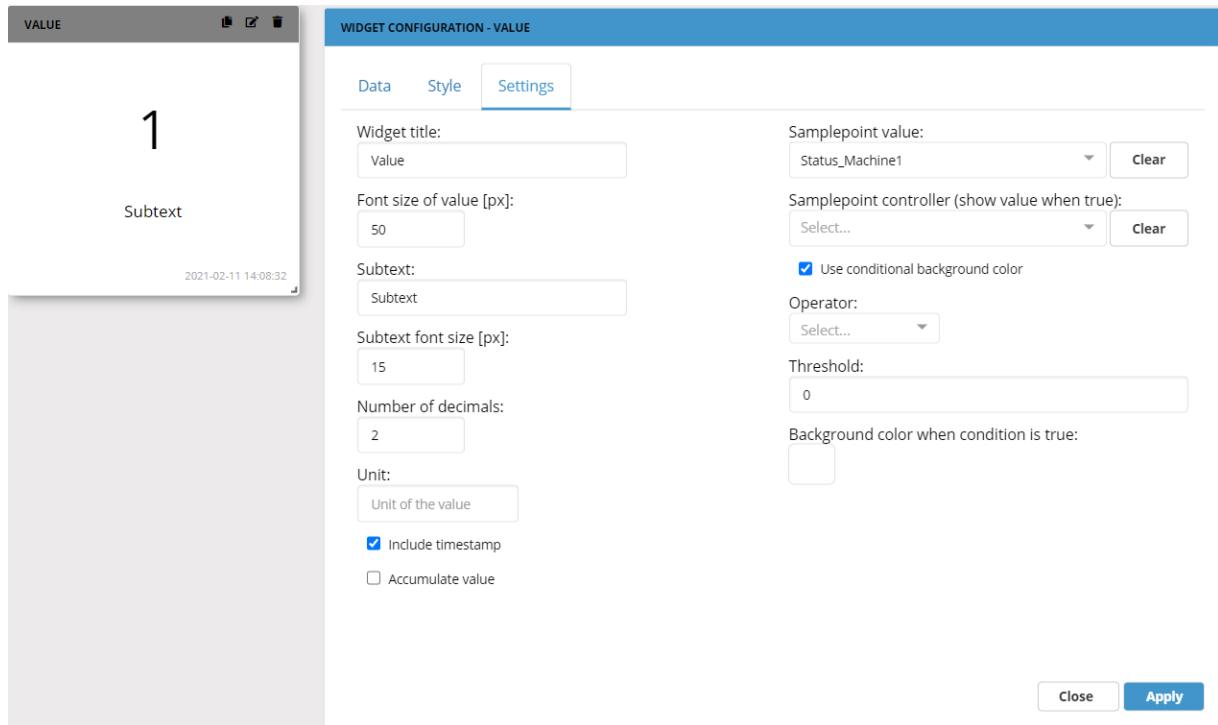 VALUE
1
Subtext
2021-02-11 14:08:32
WIDGET CONFIGURATION - VALUE
Data Style Settings
Widget title:
Value
Font size of value [px]:
50
Subtext:
Subtext
Subtext font size [px]:
15
Number of decimals:
2
Unit:
Unit of the value
Include timestamp
Accumulate value
Samplepoint value:
Status_Machine1 Clear
Samplepoint controller (show value when true):
Select... Clear
Use conditional background color
Operator:
Select...
Threshold:
0
Background color when condition is true:
Close Apply